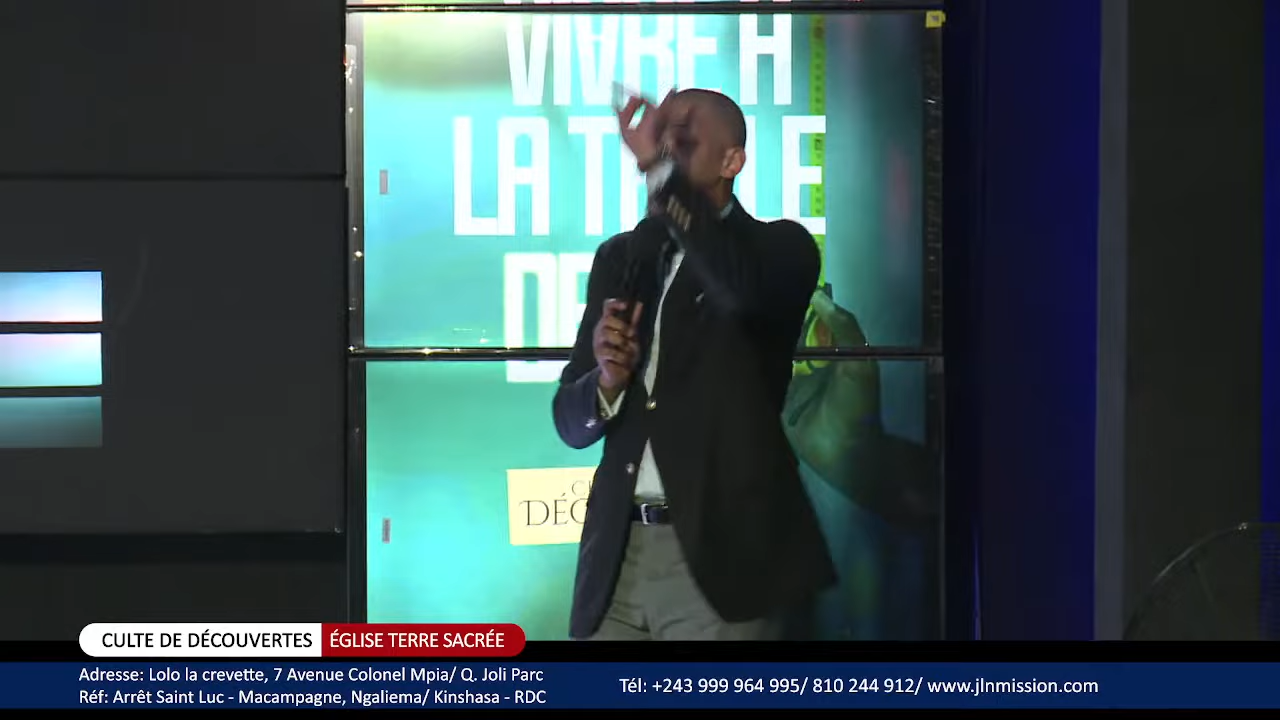 VIVRE À
LA
CULTE DE DÉCOUVERTES ÉGLISE TERRE SACRÉE
Adresse: Lolo la crevette, 7 Avenue Colonel Mpia/ Q. Joli Parc
Réf: Arrêt Saint Luc - Macampagne, Ngaliema/ Kinshasa - RDC
Tél: +243 999 964 995/ 810 244 912/ www.jlnmission.com